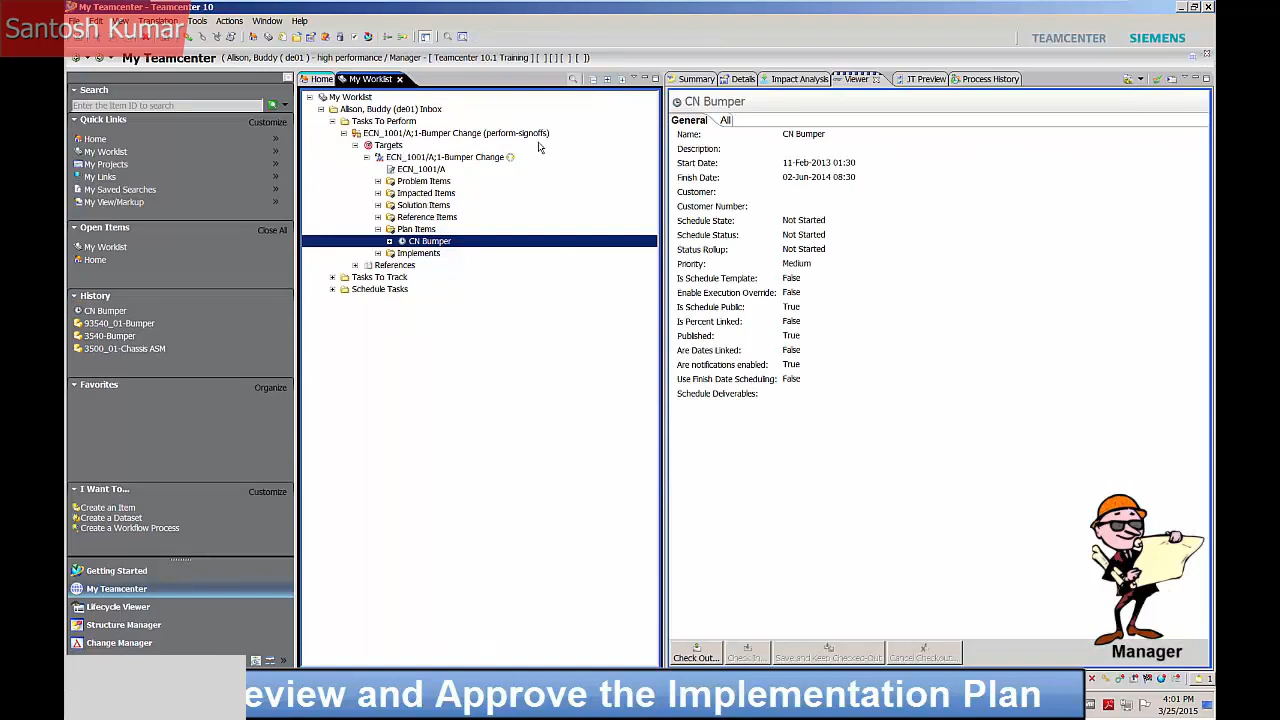 My Teamcenter - Teamcenter 10
File Edit View Translation Tools Actions Window Help
Santosh Kumar
TEAMCENTER SIEMENS
My Teamcenter ( Alison, Buddy (de01) - high performance / Manager - [ Teamcenter 10.1 Training ] [ ] [ ] [ ] [ ] )
Search
Enter the Item ID to search
Quick Links Customize
Home
My Worklist
My Projects
My Links
My Saved Searches
My View/Markup
Open Items Close All
My Worklist
Home
History
CN Bumper
93540_01-Bumper
3540-Bumper
3500_01-Chassis ASM
Favorites Organize
I Want To... Customize
Create an Item
Create a Dataset
Create a Workflow Process
Getting Started
My Teamcenter
Lifecycle Viewer
Structure Manager
Change Manager
Home My Worklist
My Worklist
Alison, Buddy (de01) Inbox
Tasks To Perform
ECN_1001/A;1-Bumper Change (perform-signoffs)
Targets
ECN_1001/A;1-Bumper Change
ECN_1001/A
Problem Items
Impacted Items
Solution Items
Reference Items
Plan Items
CN Bumper
Implements
References
Tasks To Track
Schedule Tasks
Summary Details Impact Analysis Viewer JT Preview Process History
CN Bumper
General All
Name: CN Bumper
Description:
Start Date: 11-Feb-2013 01:30
Finish Date: 02-Jun-2014 08:30
Customer:
Customer Number:
Schedule State: Not Started
Schedule Status: Not Started
Status Rollup: Not Started
Priority: Medium
Is Schedule Template: False
Enable Execution Override: False
Is Schedule Public: True
Is Percent Linked: False
Published: True
Are Dates Linked: False
Are notifications enabled: True
Use Finish Date Scheduling: False
Schedule Deliverables:
Manager
Check Out... Check In... Save and Keep Checked-Out Cancel Checkout...
eview and Approve the Implementation Plan
1
4:01 PM
3/25/2015